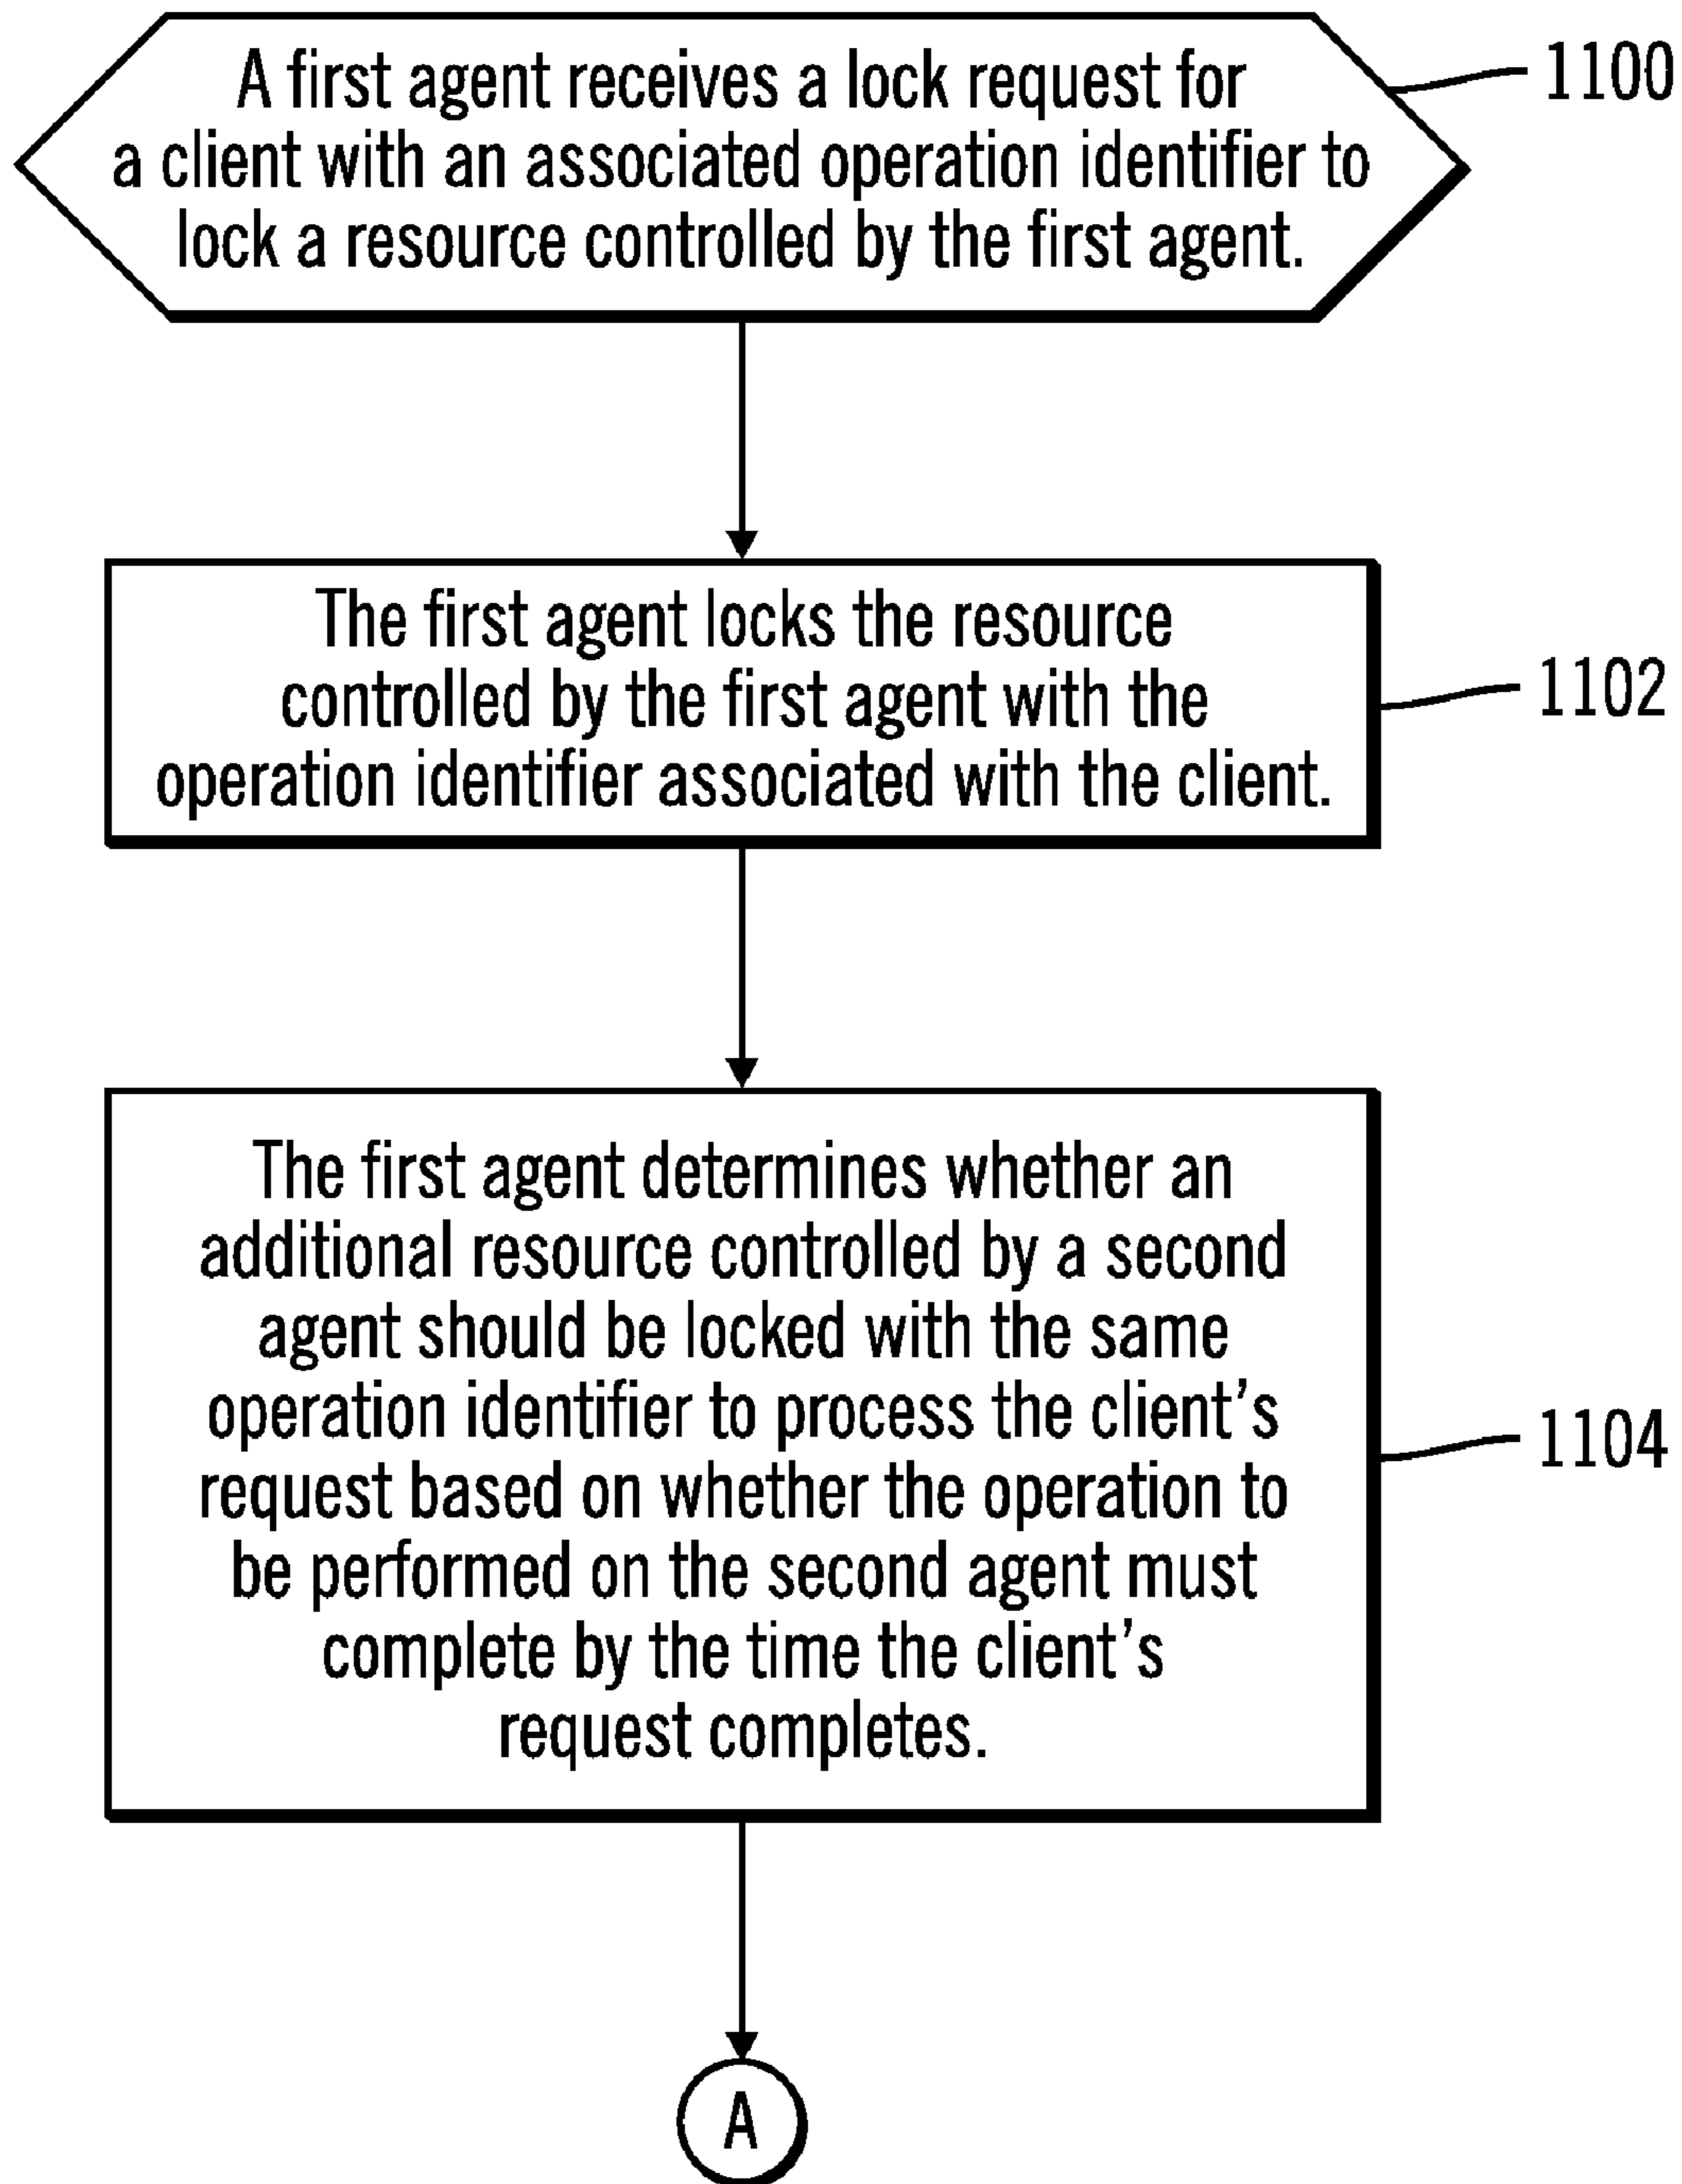 A first agent receives a lock request for
a client with an associated operation identifier to
lock a resource controlled by the first agent.
1100
The first agent locks the resource
controlled by the first agent with the
operation identifier associated with the client.
1102
The first agent determines whether an
additional resource controlled by a second
agent should be locked with the same
operation identifier to process the client’s
request based on whether the operation to
be performed on the second agent must
complete by the time the client’s
request completes.
1104
A